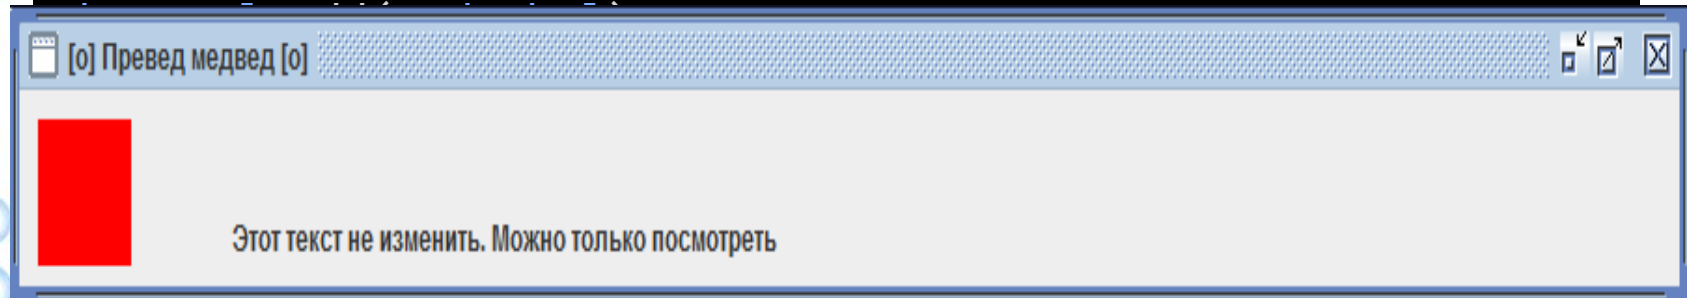 [o] Превед медвед [o]
Этот текст не изменить. Можно только посмотреть